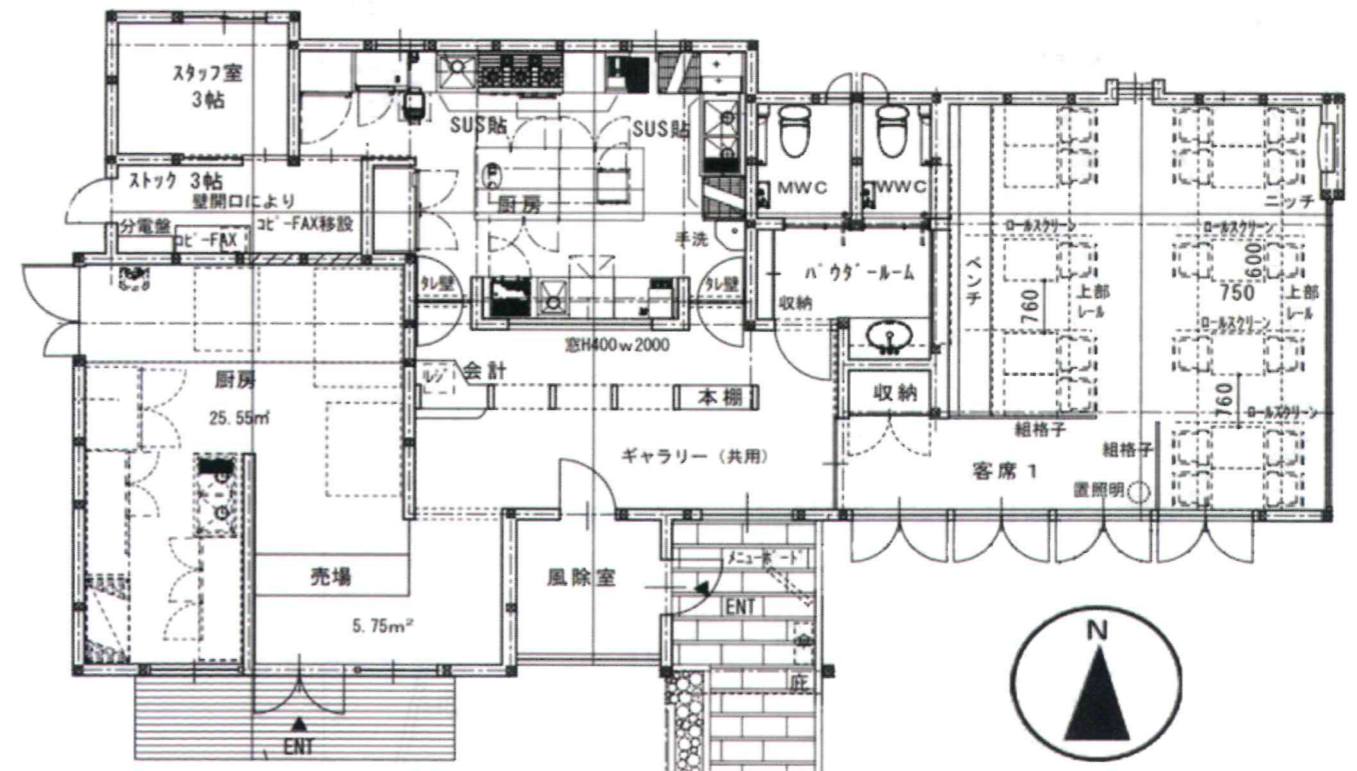 スタッフ室
3帖
SUS貼
SUS貼
ストック 3帖
壁開口により
コピーFAX移設
分電盤
コピーFAX
厨房
手洗
MWC
WWC
ニッチ
ロールスクリーン
ロールスクリーン
パウダールーム
ベンチ
収納
タレ壁
タレ壁
600
750
760
上部
レール
上部
レール
ロールスクリーン
窓H400w2000
レジ
会計
本棚
収納
760
ロールスクリーン
厨房
25.55㎡
ギャラリー（共用）
組格子
組格子
客席1
置照明
売場
5.75m²
風除室
メニューボード
ENT
庇
ENT
N